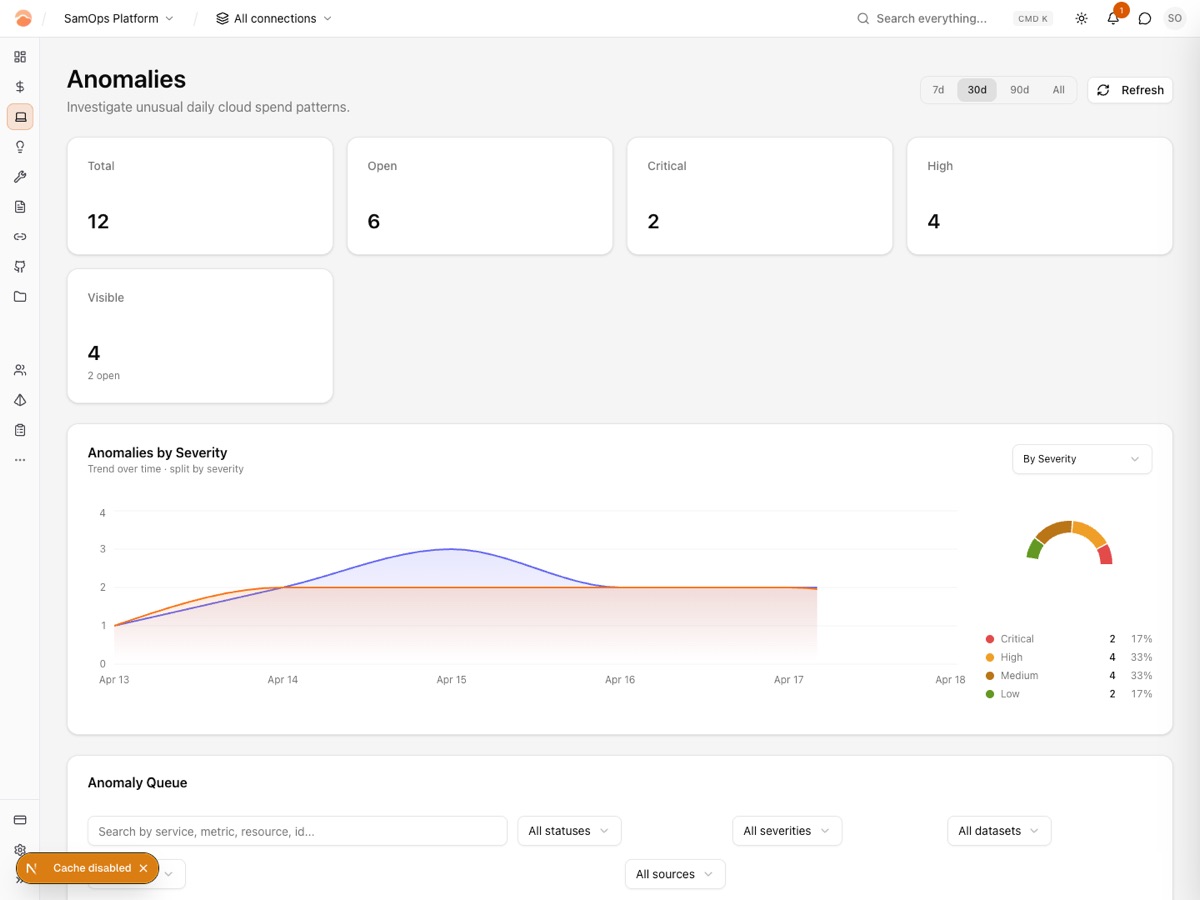 SamOps Platform
All connections
Search everything...
CMD K
1
SO
Anomalies
Investigate unusual daily cloud spend patterns.
7d
30d
90d
All
Refresh
Total
12
Open
6
Critical
2
High
4
Visible
4
2 open
Anomalies by Severity
Trend over time · split by severity
By Severity
4
3
2
1
0
Apr 13
Apr 14
Apr 15
Apr 16
Apr 17
Apr 18
Critical 2 17%
High 4 33%
Medium 4 33%
Low 2 17%
Anomaly Queue
Search by service, metric, resource, id...
All statuses
All severities
All datasets
N Cache disabled
All sources